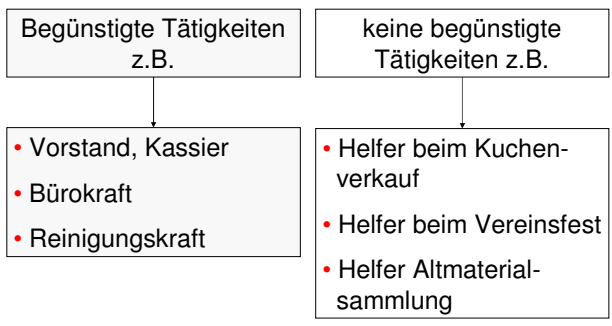 Begünstigte Tätigkeiten
z.B.
• Vorstand, Kassier
• Bürokraft
• Reinigungskraft
keine begünstigte
Tätigkeiten z.B.
• Helfer beim Kuchen-
verkauf
• Helfer beim Vereinsfest
• Helfer Altmaterial-
sammlung